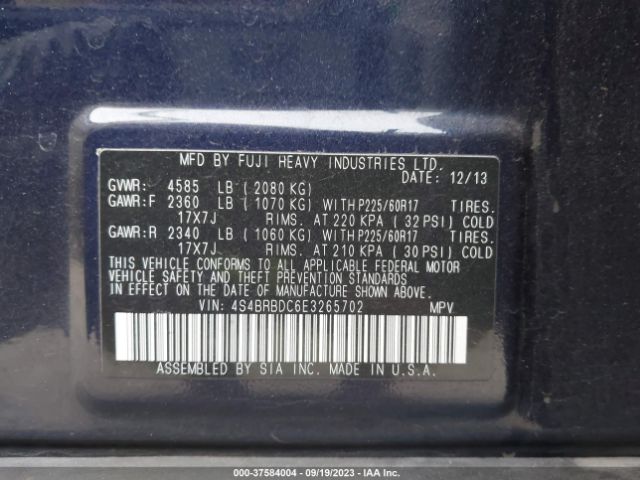 MFD BY FUJI HEAVY INDUSTRIES LTD.
DATE: 12/13
GVWR: 4585 LB ( 2080 KG)
GAWR:F 2360 LB ( 1070 KG) WITH P225/60R17 TIRES.
17X7J RIMS. AT 220 KPA ( 32 PSI) COLD
GAWR:R 2340 LB ( 1060 KG) WITH P225/60R17 TIRES.
17X7J RIMS. AT 210 KPA ( 30 PSI) COLD
THIS VEHICLE CONFORMS TO ALL APPLICABLE FEDERAL MOTOR
VEHICLE SAFETY AND THEFT PREVENTION STANDARDS
IN EFFECT ON THE DATE OF MANUFACTURE SHOWN ABOVE.
VIN: 4S4BRBDC6E3265702 MPV
ASSEMBLED BY SIA INC. MADE IN U.S.A.
000-37584004 - 09/19/2023 - IAA Inc.